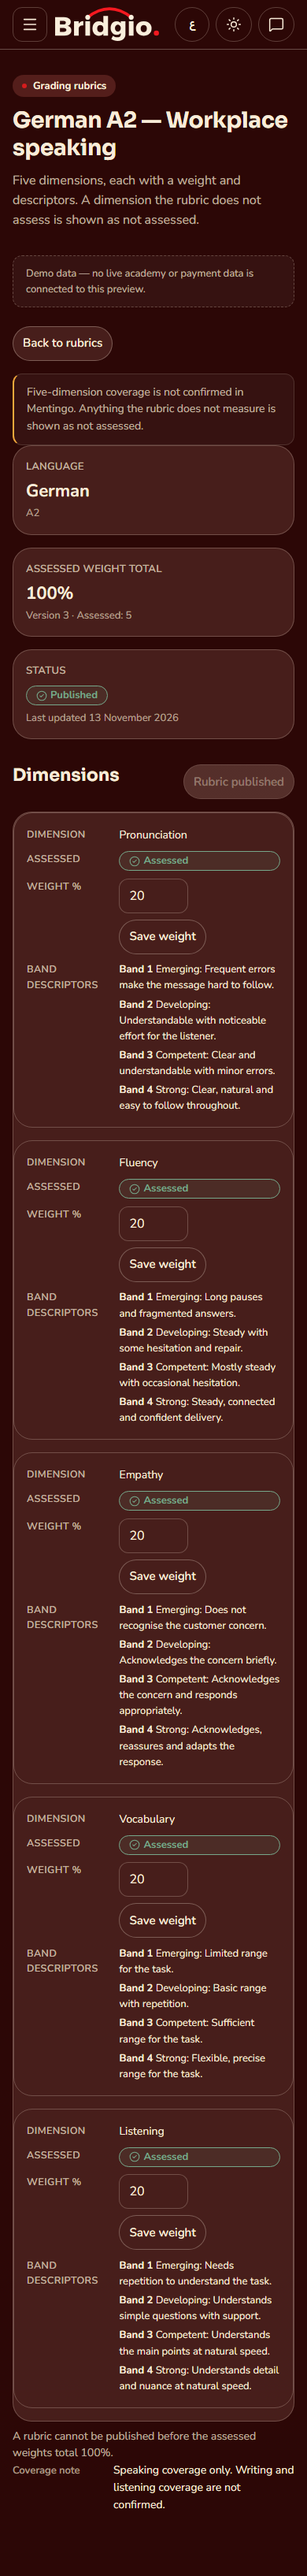 Bridgio.
ع
Grading rubrics
German A2 — Workplace
speaking
Five dimensions, each with a weight and
descriptors. A dimension the rubric does not
assess is shown as not assessed.
Demo data — no live academy or payment data is
connected to this preview.
Back to rubrics
Five-dimension coverage is not confirmed in
Mentingo. Anything the rubric does not measure is
shown as not assessed.
LANGUAGE
German
A2
ASSESSED WEIGHT TOTAL
100%
Version 3 · Assessed: 5
STATUS
Published
Last updated 13 November 2026
Dimensions
Rubric published
DIMENSION Pronunciation
ASSESSED Assessed
WEIGHT % 20
Save weight
BAND DESCRIPTORS
Band 1 Emerging: Frequent errors
make the message hard to follow.
Band 2 Developing:
Understandable with noticeable
effort for the listener.
Band 3 Competent: Clear and
understandable with minor errors.
Band 4 Strong: Clear, natural and
easy to follow throughout.
DIMENSION Fluency
ASSESSED Assessed
WEIGHT % 20
Save weight
BAND DESCRIPTORS
Band 1 Emerging: Long pauses
and fragmented answers.
Band 2 Developing: Steady with
some hesitation and repair.
Band 3 Competent: Mostly steady
with occasional hesitation.
Band 4 Strong: Steady, connected
and confident delivery.
DIMENSION Empathy
ASSESSED Assessed
WEIGHT % 20
Save weight
BAND DESCRIPTORS
Band 1 Emerging: Does not
recognise the customer concern.
Band 2 Developing:
Acknowledges the concern briefly.
Band 3 Competent: Acknowledges
the concern and responds
appropriately.
Band 4 Strong: Acknowledges,
reassures and adapts the
response.
DIMENSION Vocabulary
ASSESSED Assessed
WEIGHT % 20
Save weight
BAND DESCRIPTORS
Band 1 Emerging: Limited range
for the task.
Band 2 Developing: Basic range
with repetition.
Band 3 Competent: Sufficient
range for the task.
Band 4 Strong: Flexible, precise
range for the task.
DIMENSION Listening
ASSESSED Assessed
WEIGHT % 20
Save weight
BAND DESCRIPTORS
Band 1 Emerging: Needs
repetition to understand the task.
Band 2 Developing: Understands
simple questions with support.
Band 3 Competent: Understands
the main points at natural speed.
Band 4 Strong: Understands detail
and nuance at natural speed.
A rubric cannot be published before the assessed
weights total 100%.
Coverage note Speaking coverage only. Writing and
listening coverage are not
confirmed.